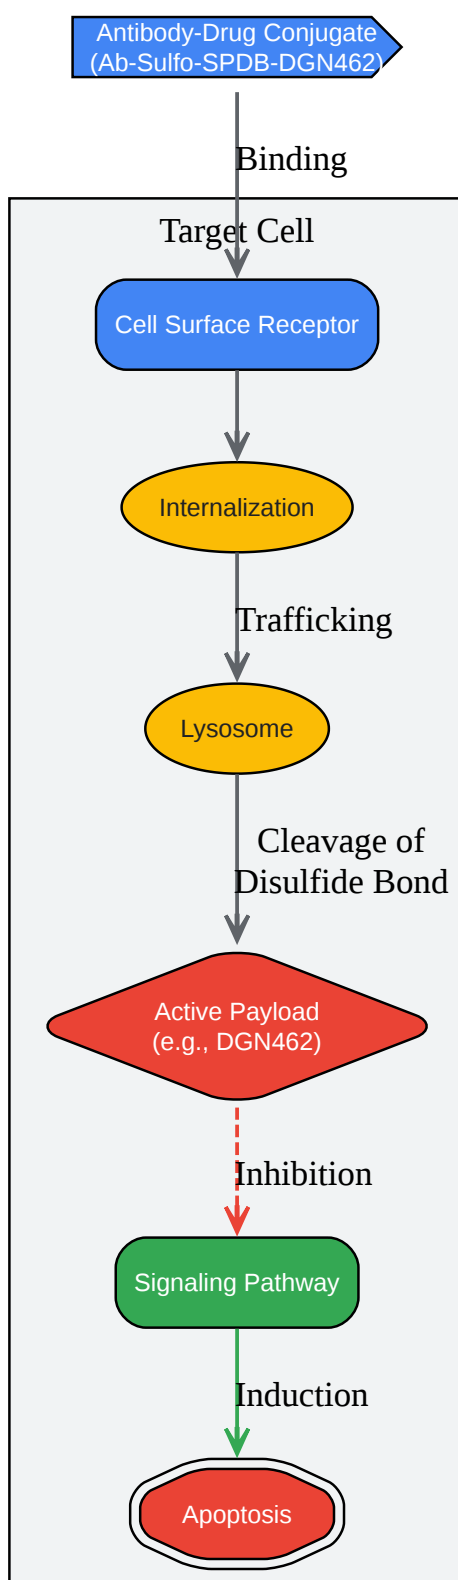 Antibody-Drug Conjugate
(Ab-Sulfo-SPDB-DGN462)
Binding
Target Cell
Cell Surface Receptor
Internalization
Trafficking
Lysosome
Cleavage of
Disulfide Bond
Active Payload
(e.g., DGN462)
Inhibition
Signaling Pathway
Induction
Apoptosis